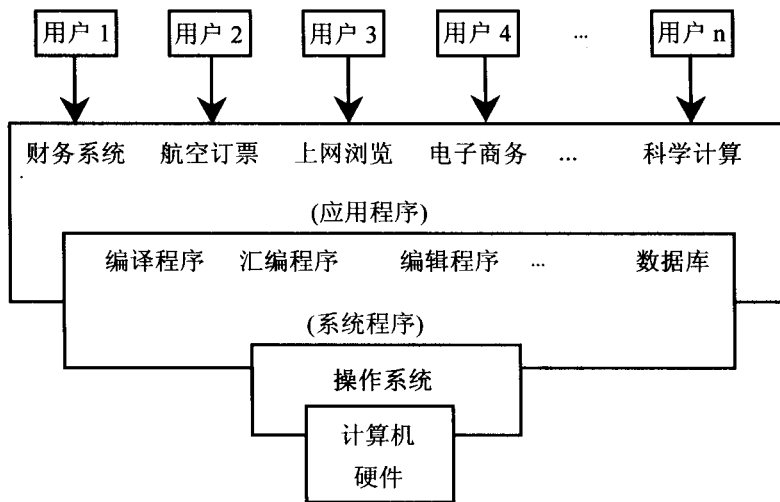 用户 1 用户 2 用户 3 用户 4 ... 用户 n
财务系统 航空订票 上网浏览 电子商务 ... 科学计算
(应用程序)
编译程序 汇编程序 编辑程序 ... 数据库
(系统程序)
操作系统
计算机
硬件